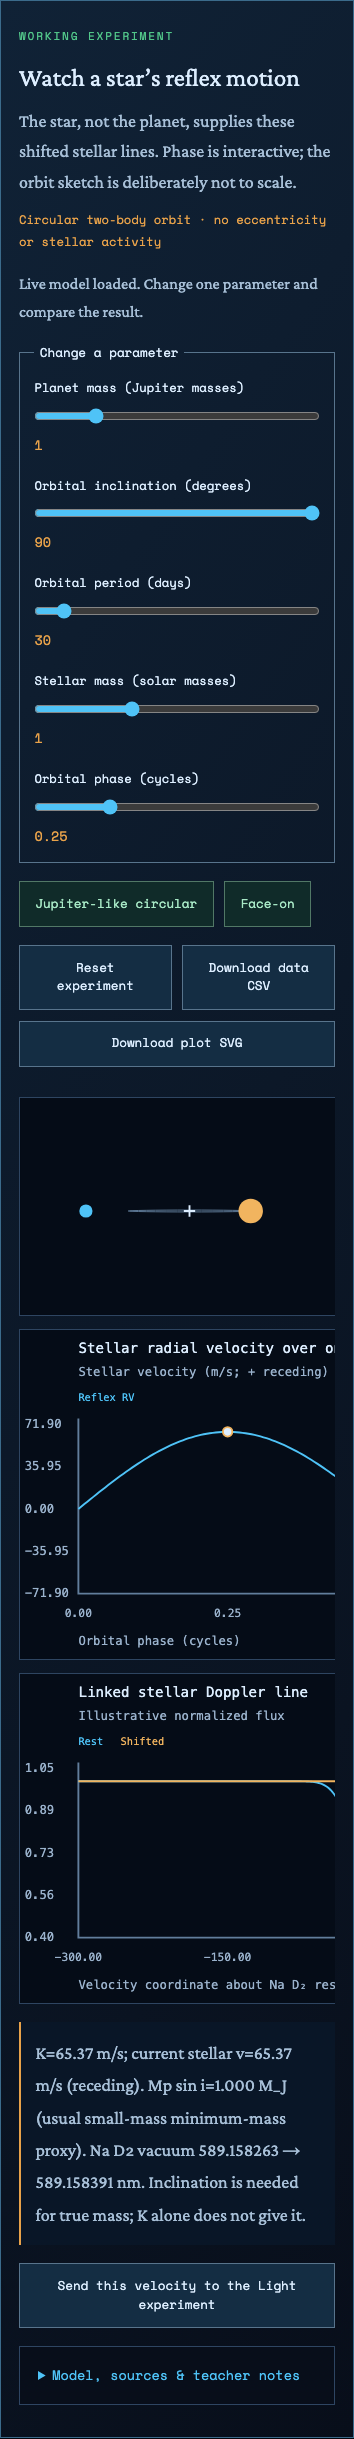 WORKING EXPERIMENT
Watch a star’s reflex motion
The star, not the planet, supplies these
shifted stellar lines. Phase is interactive; the
orbit sketch is deliberately not to scale.
Circular two-body orbit · no eccentricity
or stellar activity
Live model loaded. Change one parameter and
compare the result.
Change a parameter
Planet mass (Jupiter masses)
1
Orbital inclination (degrees)
90
Orbital period (days)
30
Stellar mass (solar masses)
1
Orbital phase (cycles)
0.25
Jupiter-like circular
Face-on
Reset
experiment
Download data
CSV
Download plot SVG
Stellar radial velocity over o
Stellar velocity (m/s; + receding)
Reflex RV
71.90
35.95
0.00
−35.95
−71.90
0.00
0.25
Orbital phase (cycles)
Linked stellar Doppler line
Illustrative normalized flux
Rest
Shifted
1.05
0.89
0.73
0.56
0.40
−300.00
−150.00
Velocity coordinate about Na D₂ res
K=65.37 m/s; current stellar v=65.37
m/s (receding). Mp sin i=1.000 M_J
(usual small-mass minimum-mass
proxy). Na D2 vacuum 589.158263 →
589.158391 nm. Inclination is needed
for true mass; K alone does not give it.
Send this velocity to the Light
experiment
▶ Model, sources & teacher notes